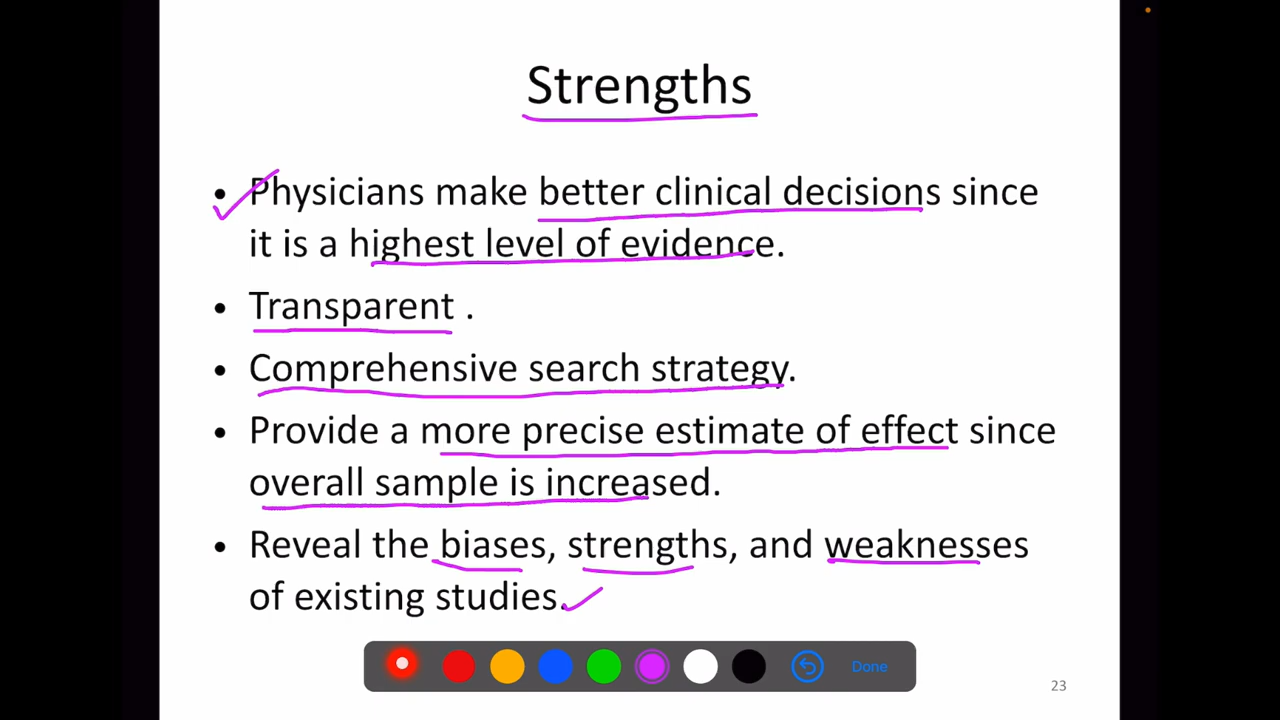 Strengths
• Physicians make better clinical decisions since
it is a highest level of evidence.
• Transparent .
• Comprehensive search strategy.
• Provide a more precise estimate of effect since
overall sample is increased.
• Reveal the biases, strengths, and weaknesses
of existing studies.
Done
23